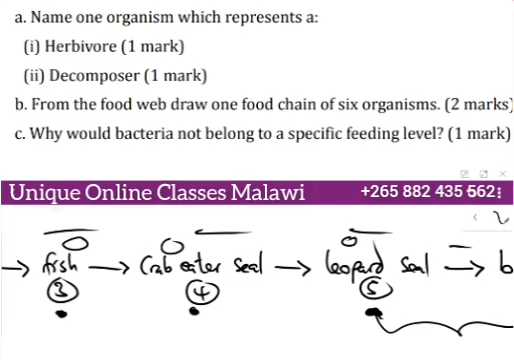 a. Name one organism which represents a:
(i) Herbivore (1 mark)
(ii) Decomposer (1 mark)
b. From the food web draw one food chain of six organisms. (2 marks)
c. Why would bacteria not belong to a specific feeding level? (1 mark)
Unique Online Classes Malawi +265 882 435 562
→ fish → Crab eater seal → leopard seal → b
3 4 5